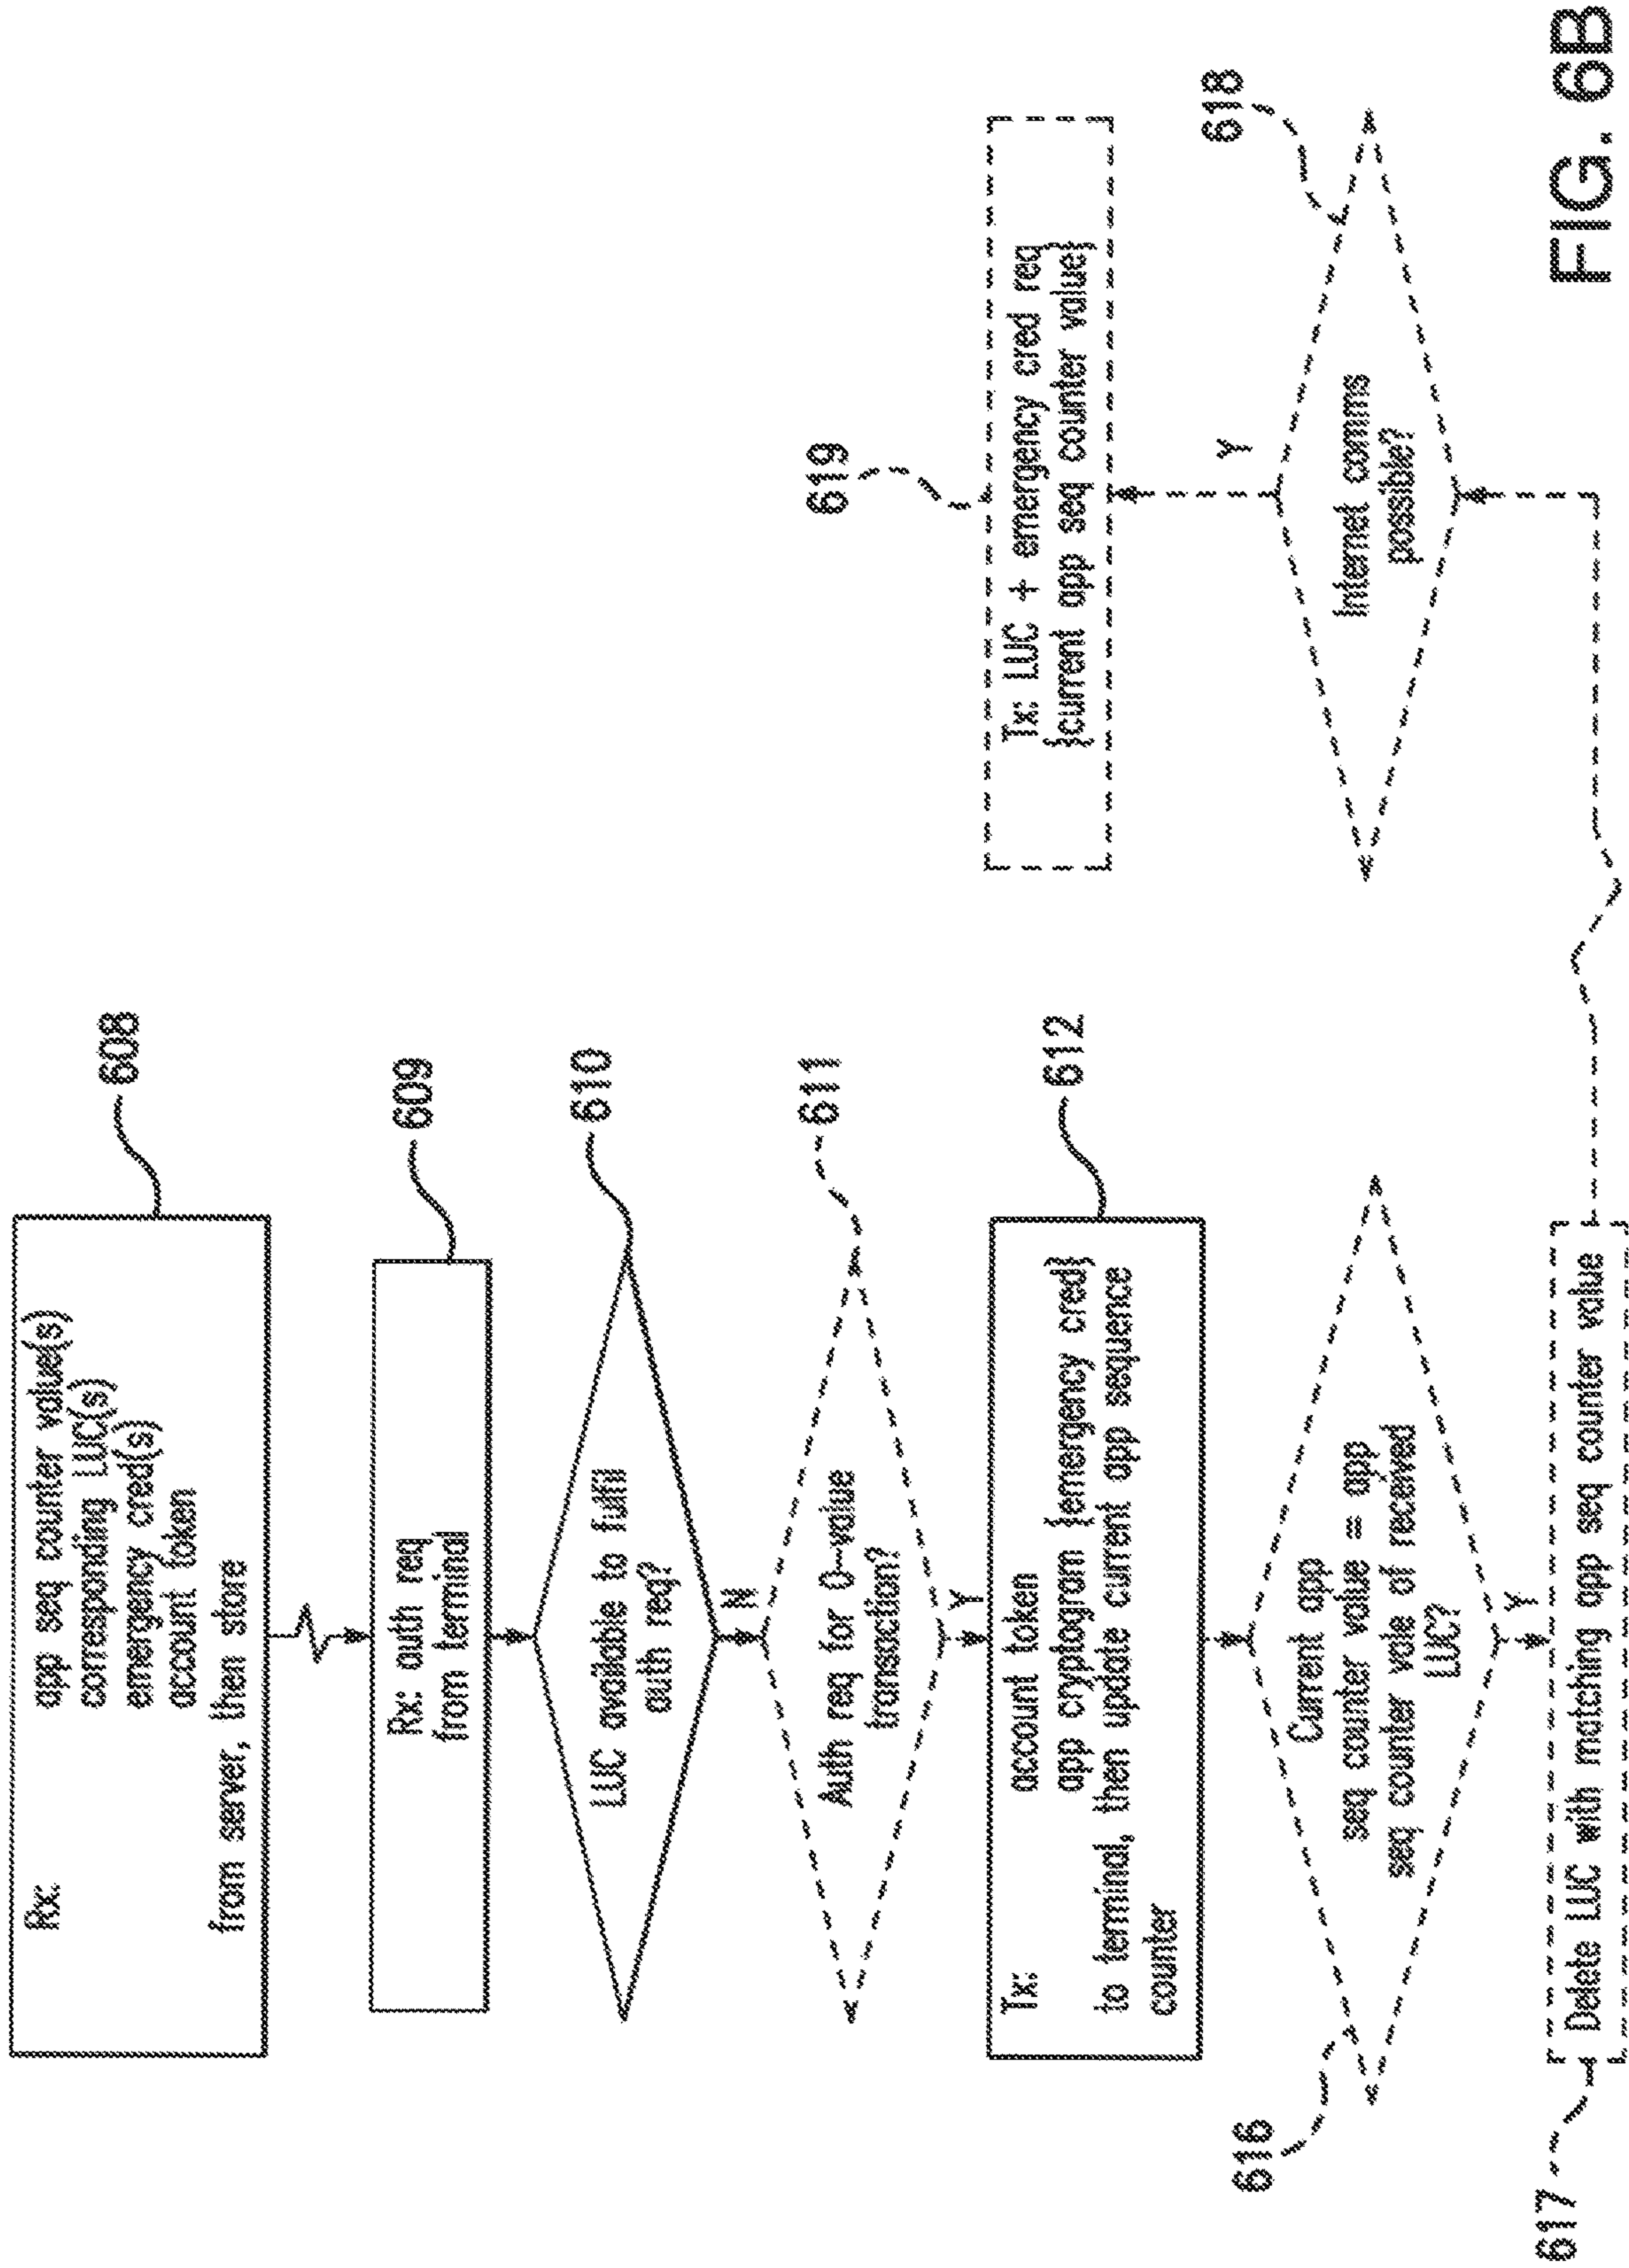 608
Rx:
app seq counter value(s)
corresponding LUC(s)
emergency cred(s)
account token
from server, then store
609
Rx: auth req
from terminal
610
LUC available to fulfil
auth req?
N
611
Auth req for 0-value
transaction?
Y
612
Tx:
account token
app cryptogram {emergency cred}
to terminal, then update current app sequence
counter
616
Current app
seq counter value = app
seq counter vale of received
LUC?
Y
617
Delete LUC with matching app seq counter value
618
Internet comms
possible?
Y
619
Tx: LUC + emergency cred req
{current app seq counter value}
FIG. 6B